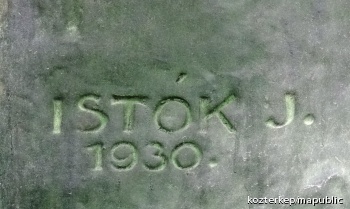 ISTÓK J.
1930.
kozterkep.mapublic